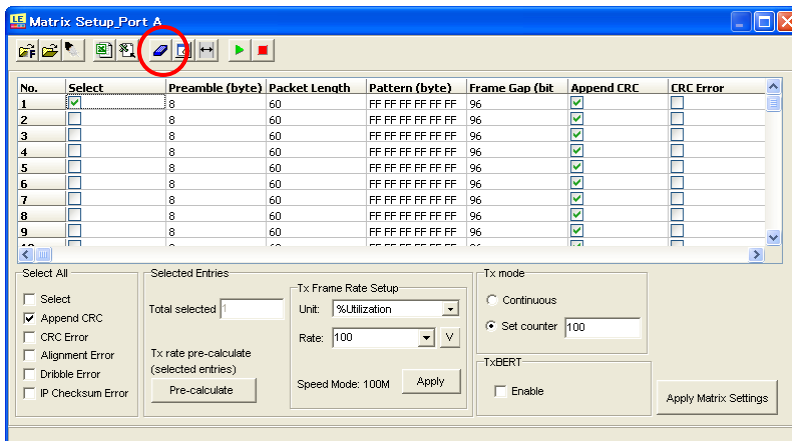 LE Matrix Setup_Port A
F
No. Select Preamble (byte) Packet Length Pattern (byte) Frame Gap (bit Append CRC CRC Error
1 8 60 FF FF FF FF FF FF 96
2 8 60 FF FF FF FF FF FF 96
3 8 60 FF FF FF FF FF FF 96
4 8 60 FF FF FF FF FF FF 96
5 8 60 FF FF FF FF FF FF 96
6 8 60 FF FF FF FF FF FF 96
7 8 60 FF FF FF FF FF FF 96
8 8 60 FF FF FF FF FF FF 96
9 8 60 FF FF FF FF FF FF 96
Select All
Select
Append CRC
CRC Error
Alignment Error
Dribble Error
IP Checksum Error
Selected Entries
Total selected 1
Tx rate pre-calculate
(selected entries)
Pre-calculate
Tx Frame Rate Setup
Unit: %Utilization
Rate: 100 V
Speed Mode: 100M Apply
Tx mode
Continuous
Set counter 100
TxBERT
Enable
Apply Matrix Settings